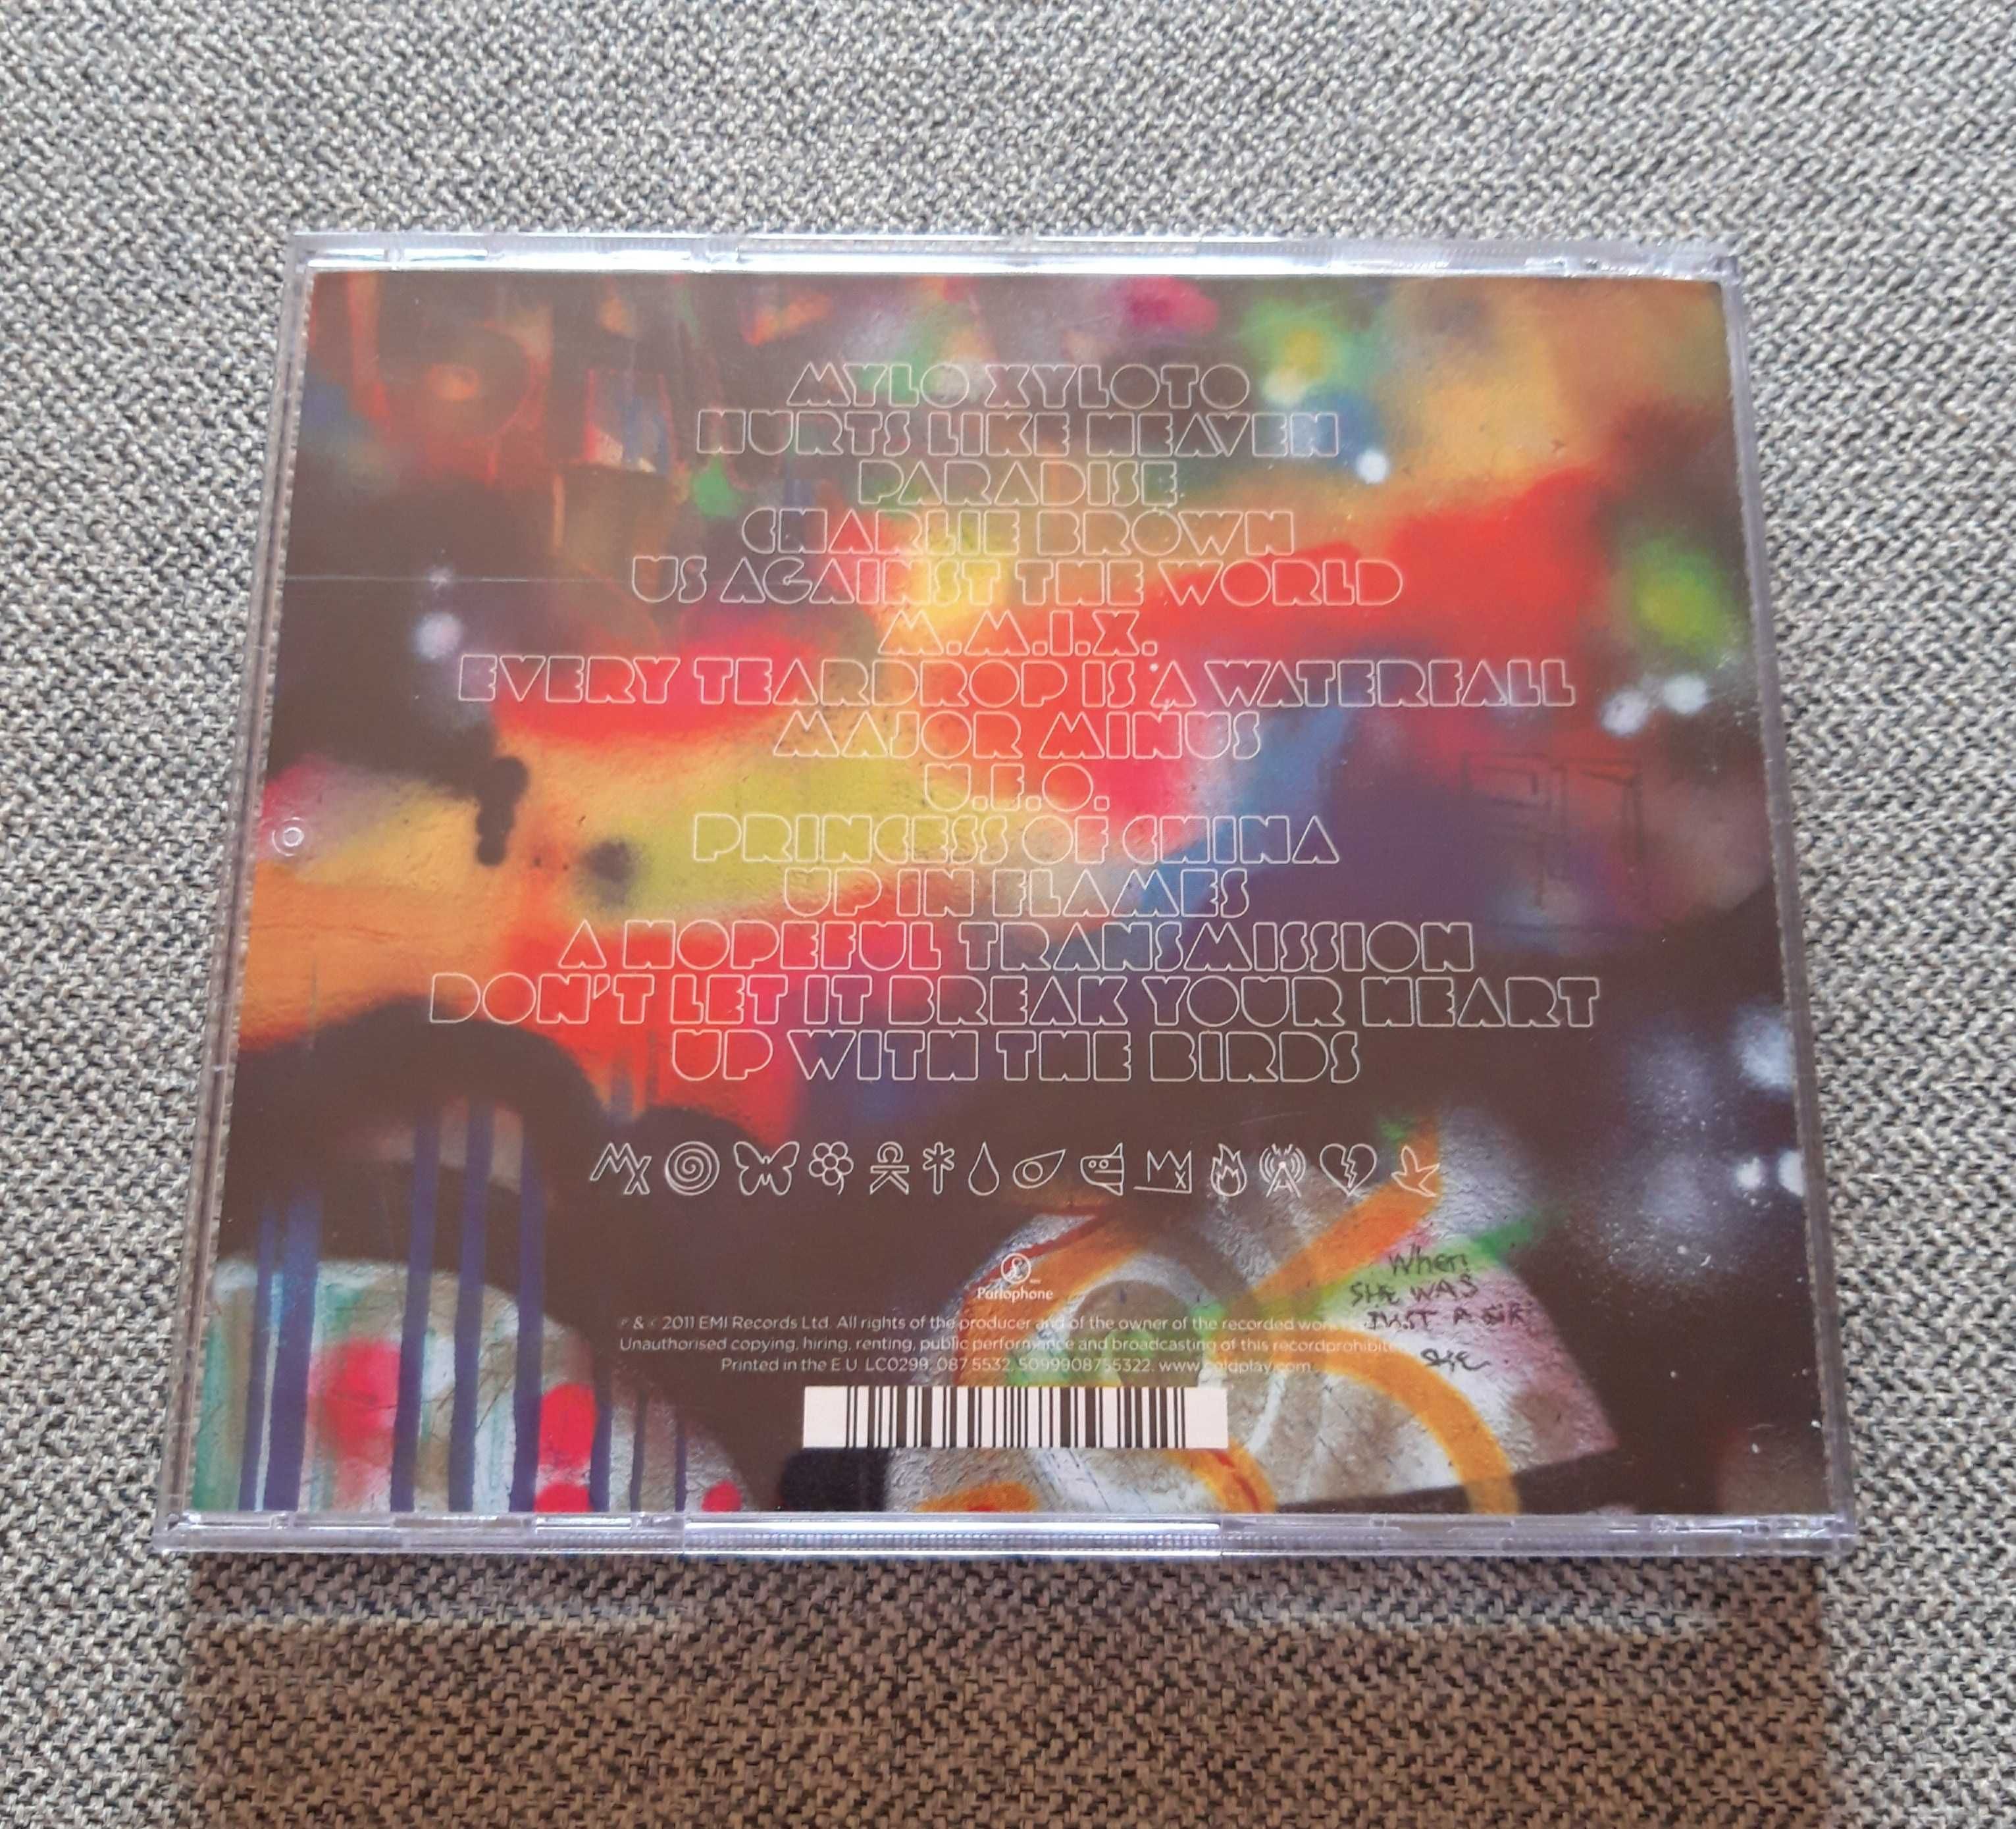 MYLO XYLOTO
HURTS LIKE HEAVEN
PARADISE
CHARLIE BROWN
US AGAINST THE WORLD
M.M.I.X.
EVERY TEARDROP IS A WATERFALL
MAJOR MINUS
U.F.O.
PRINCESS OF CHINA
UP IN FLAMES
A HOPEFUL TRANSMISSION
DON'T LET IT BREAK YOUR HEART
UP WITH THE BIRDS
MX
Parlophone
℗ & © 2011 EMI Records Ltd. All rights of the producer and of the owner of the recorded work
Unauthorised copying, hiring, renting, public performance and broadcasting of this record
Printed in the E.U. LC0299. 087 5532. 5099908755322. www.coldplay.com
When
SHE WAS
JUST A
SHE